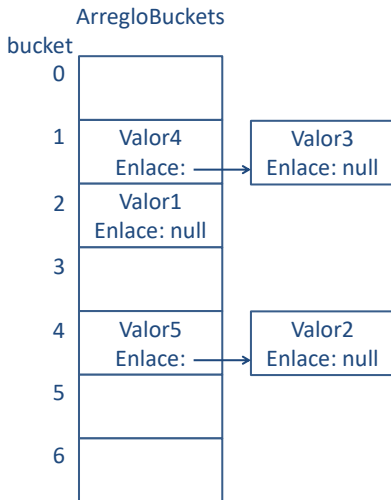 ArregloBuckets
bucket
0
1
Valor4
Enlace:
Valor3
Enlace: null
2
Valor1
Enlace: null
3
4
Valor5
Enlace:
Valor2
Enlace: null
5
6